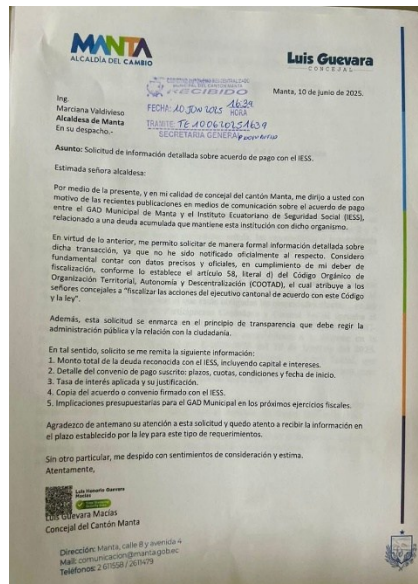 MANTA
ALCALDÍA DEL CAMBIO
Luis Guevara
CONCEJAL
Manta, 10 de junio de 2025.
RECIBIDO
FECHA: 10 JUN 2025 16:39
HORA
TRAMITE: TE100620251639
SECRETARIA GENERAL
Ing.
Marciana Valdivieso
Alcaldesa de Manta
En su despacho.-
Asunto: Solicitud de información detallada sobre acuerdo de pago con el IESS.
Estimada señora alcaldesa:
Por medio de la presente, y en mi calidad de concejal del cantón Manta, me dirijo a usted con
motivo de las recientes publicaciones en medios de comunicación sobre el acuerdo de pago
entre el GAD Municipal de Manta y el Instituto Ecuatoriano de Seguridad Social (IESS),
relacionado a una deuda acumulada que mantiene esta institución con dicho organismo.
En virtud de lo anterior, me permito solicitar de manera formal información detallada sobre
dicha transacción, ya que no he sido notificado oficialmente al respecto. Considero
fundamental contar con datos precisos y oficiales, en cumplimiento de mi deber de
fiscalización, conforme lo establece el artículo 58, literal d) del Código Orgánico de
Organización Territorial, Autonomía y Descentralización (COOTAD), el cual atribuye a los
señores concejales a "fiscalizar las acciones del ejecutivo cantonal de acuerdo con este Código
y la ley".
Además, esta solicitud se enmarca en el principio de transparencia que debe regir la
administración pública y la relación con la ciudadanía.
En tal sentido, solicito se me remita la siguiente información:
1. Monto total de la deuda reconocida con el IESS, incluyendo capital e intereses.
2. Detalle del convenio de pago suscrito: plazos, cuotas, condiciones y fecha de inicio.
3. Tasa de interés aplicada y su justificación.
4. Copia del acuerdo o convenio firmado con el IESS.
5. Implicaciones presupuestarias para el GAD Municipal en los próximos ejercicios fiscales.
Agradezco de antemano su atención a esta solicitud y quedo atento a recibir la información en
el plazo establecido por la ley para este tipo de requerimientos.
Sin otro particular, me despido con sentimientos de consideración y estima.
Atentamente,
Luis Honorio Guevara
Macias
Luis Guevara Macías
Concejal del Cantón Manta
Dirección: Manta, calle 8 y avenida 4
Mail: comunicacion@manta.gob.ec
Teléfonos: 2 611558 / 2611479